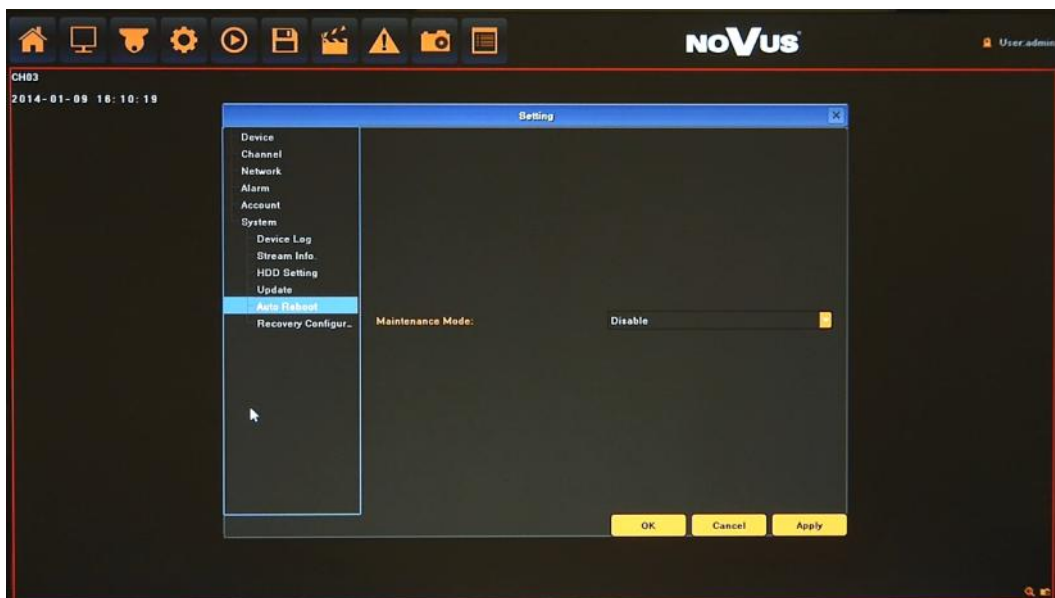 NOVUS
User:admin
CH03
2014-01-09 16:10:19
Setting
Device
Channel
Network
Alarm
Account
System
Device Log
Stream Info.
HDD Setting
Update
Auto Reboot
Recovery Configur..
Maintenance Mode: Disable
OK Cancel Apply